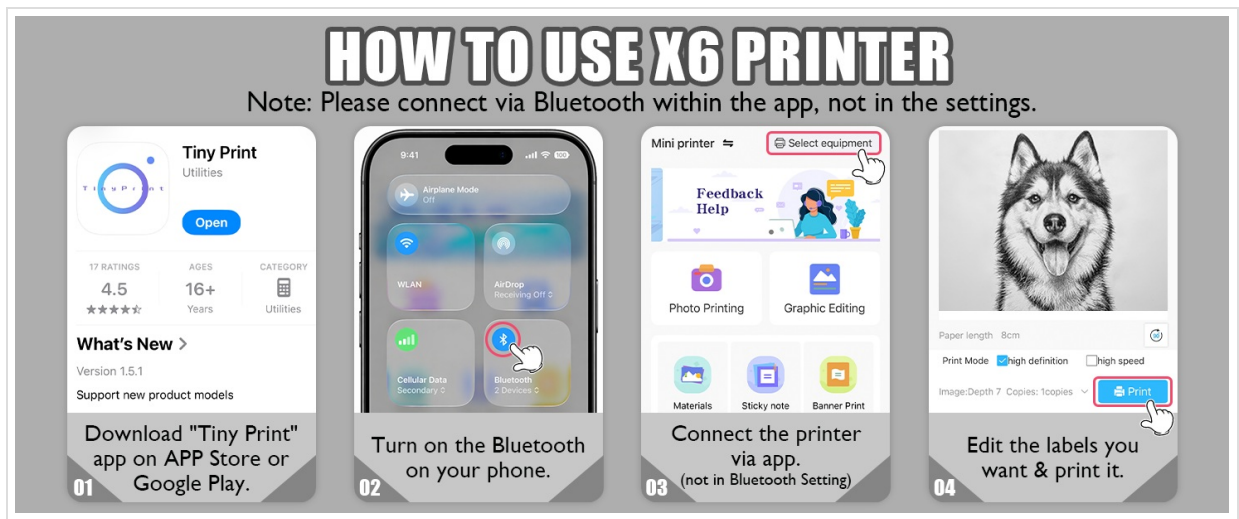 HOW TO USE X6 PRINTER
Note: Please connect via Bluetooth within the app, not in the settings.
Tiny Print
Utilities
TinyPrint
Open
17 RATINGS
AGES
CATEGORY
4.5
16+
Years
Utilities
What's New >
Version 1.5.1
Support new product models
Download "Tiny Print"
app on APP Store or
Google Play.
01
9:41
100
Airplane Mode
Off
WLAN
AirDrop
Receiving Off
Cellular Data
Secondary
Bluetooth
2 Devices
Turn on the Bluetooth
on your phone.
02
Mini printer
Select equipment
Feedback
Help
Photo Printing
Graphic Editing
Materials
Sticky note
Banner Print
Connect the printer
via app.
(not in Bluetooth Setting)
03
Paper length 8cm
90
Print Mode high definition high speed
Image:Depth 7 Copies: 1copies
Print
Edit the labels you
want & print it.
04